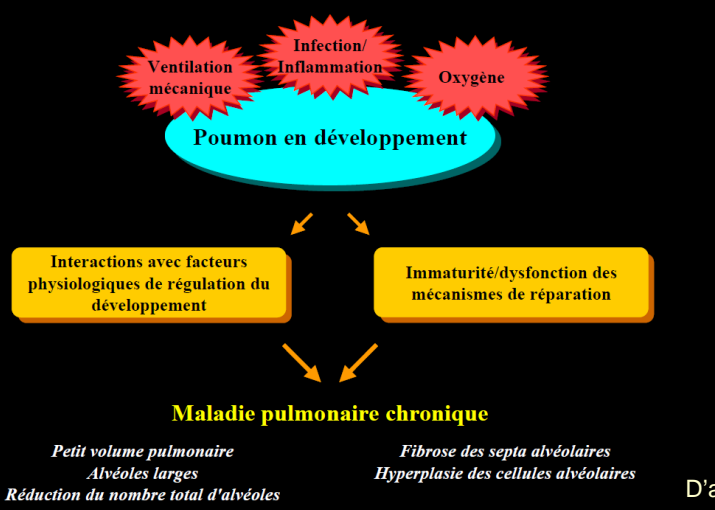 Ventilation
mécanique
Infection/
Inflammation
Oxygène
Poumon en développement
Interactions avec facteurs
physiologiques de régulation du
développement
Immaturité/dysfonction des
mécanismes de réparation
Maladie pulmonaire chronique
Petit volume pulmonaire
Alvéoles larges
Réduction du nombre total d'alvéoles
Fibrose des septa alvéolaires
Hyperplasie des cellules alvéolaires